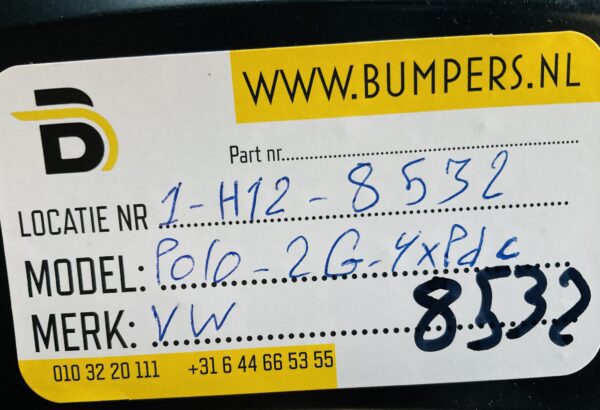 WWW.BUMPERS.NL
Part nr.
LOCATIE NR 1-H12-8532
MODEL: Polo-2G-4xPdc
MERK: VW
8532
010 32 20 111 +31 6 44 66 53 55